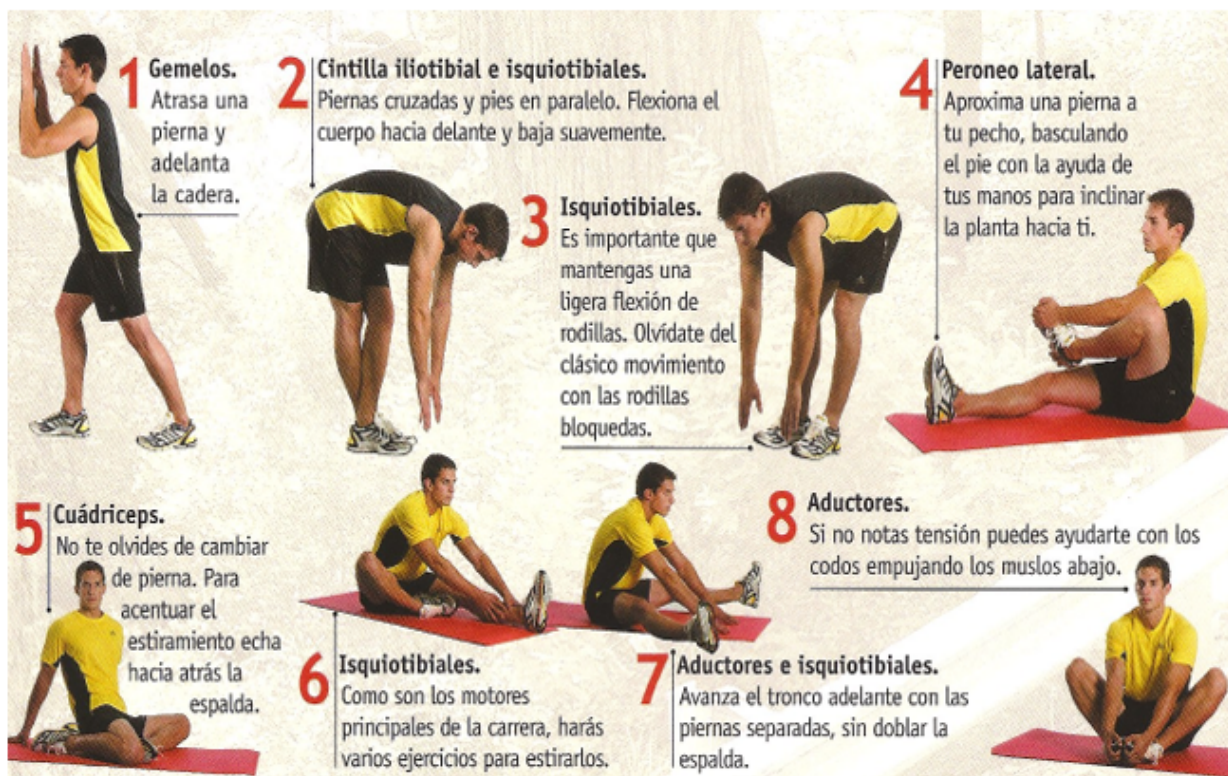 1 Gemelos.
Atrasa una
pierna y
adelanta
la cadera.
2 Cintilla iliotibial e isquiotibiales.
Piernas cruzadas y pies en paralelo. Flexiona el
cuerpo hacia delante y baja suavemente.
3 Isquiotibiales.
Es importante que
mantengas una
ligera flexión de
rodillas. Olvídate del
clásico movimiento
con las rodillas
bloquedas.
4 Peroneo lateral.
Aproxima una pierna a
tu pecho, basculando
el pie con la ayuda de
tus manos para inclinar
la planta hacia ti.
5 Cuádriceps.
No te olvides de cambiar
de pierna. Para
acentuar el
estiramiento echa
hacia atrás la
espalda.
6 Isquiotibiales.
Como son los motores
principales de la carrera, harás
varios ejercicios para estirarlos.
7 Aductores e isquiotibiales.
Avanza el tronco adelante con las
piernas separadas, sin doblar la
espalda.
8 Aductores.
Si no notas tensión puedes ayudarte con los
codos empujando los muslos abajo.